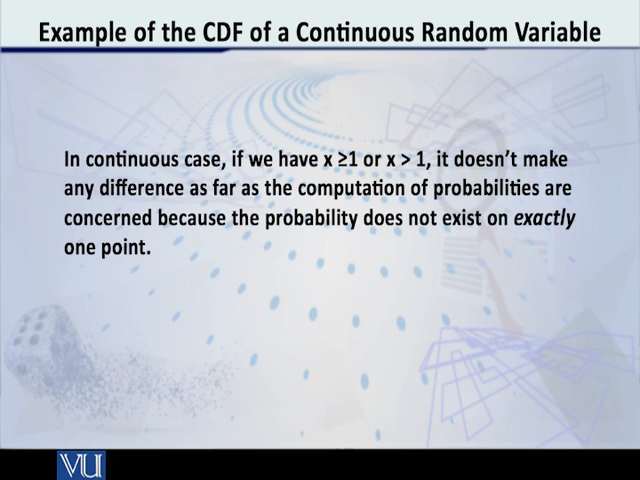 Example of the CDF of a Continuous Random Variable
In continuous case, if we have x ≥1 or x > 1, it doesn’t make
any difference as far as the computation of probabilities are
concerned because the probability does not exist on exactly
one point.
VU